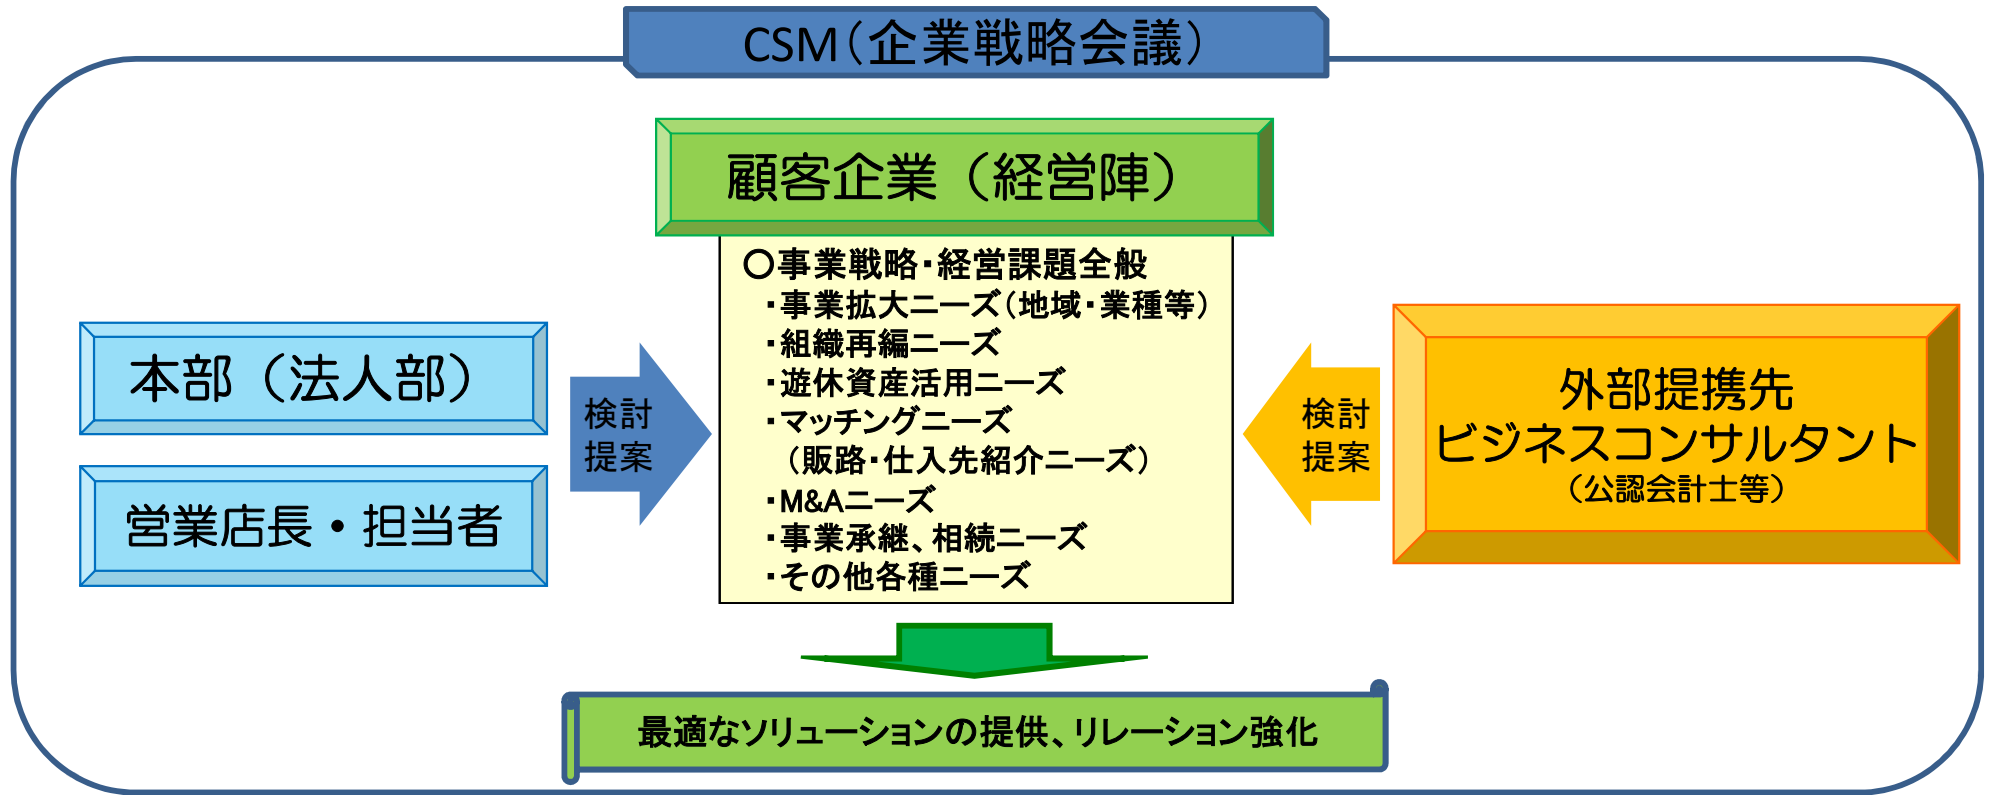 CSM（企業戦略会議）
顧客企業（経営陣）
〇事業戦略・経営課題全般
・事業拡大ニーズ（地域・業種等）
・組織再編ニーズ
・遊休資産活用ニーズ
・マッチングニーズ
（販路・仕入先紹介ニーズ）
・M&Aニーズ
・事業承継、相続ニーズ
・その他各種ニーズ
本部（法人部）
営業店長・担当者
検討
提案
検討
提案
外部提携先
ビジネスコンサルタント
（公認会計士等）
最適なソリューションの提供、リレーション強化